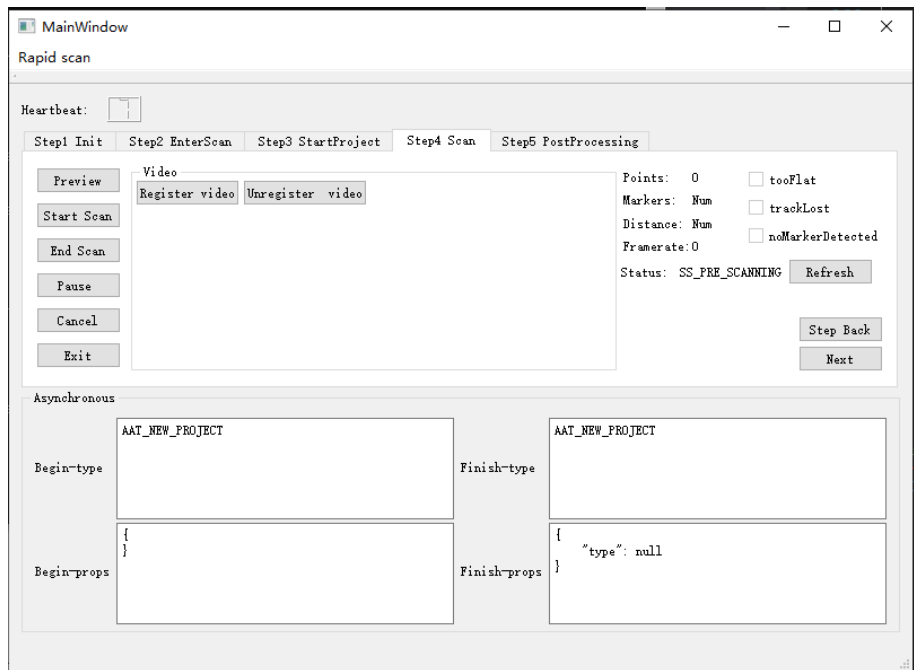 MainWindow
Rapid scan
Heartbeat: 7
Step1 Init Step2 EnterScan Step3 StartProject Step4 Scan Step5 PostProcessing
Preview
Start Scan
End Scan
Pause
Cancel
Exit
Video
Register video Unregister video
Points: 0
Markers: Num
Distance: Num
Framerate:0
Status: SS_PRE_SCANNING Refresh
tooFlat
trackLost
noMarkerDetected
Step Back
Next
Asynchronous
Begin-type
AAT_NEW_PROJECT
Finish-type
AAT_NEW_PROJECT
Begin-props
{
}
Finish-props
{
"type": null
}